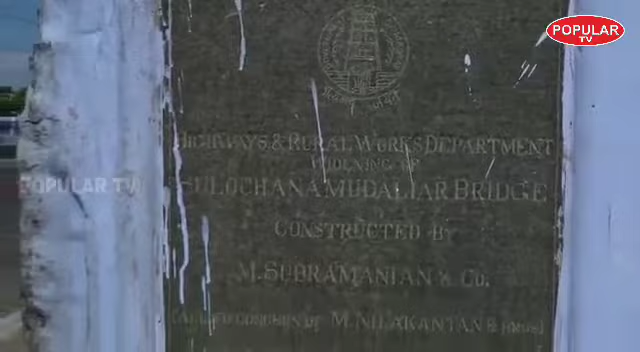 POPULAR
TV
HIGHWAYS & RURAL WORKS DEPARTMENT
WIDENING OF
SULOCHANA MUDALIAR BRIDGE
POPULAR TV
CONSTRUCTED BY
M. SUBRAMANIAN & CO.
M. NILAKANTAN &